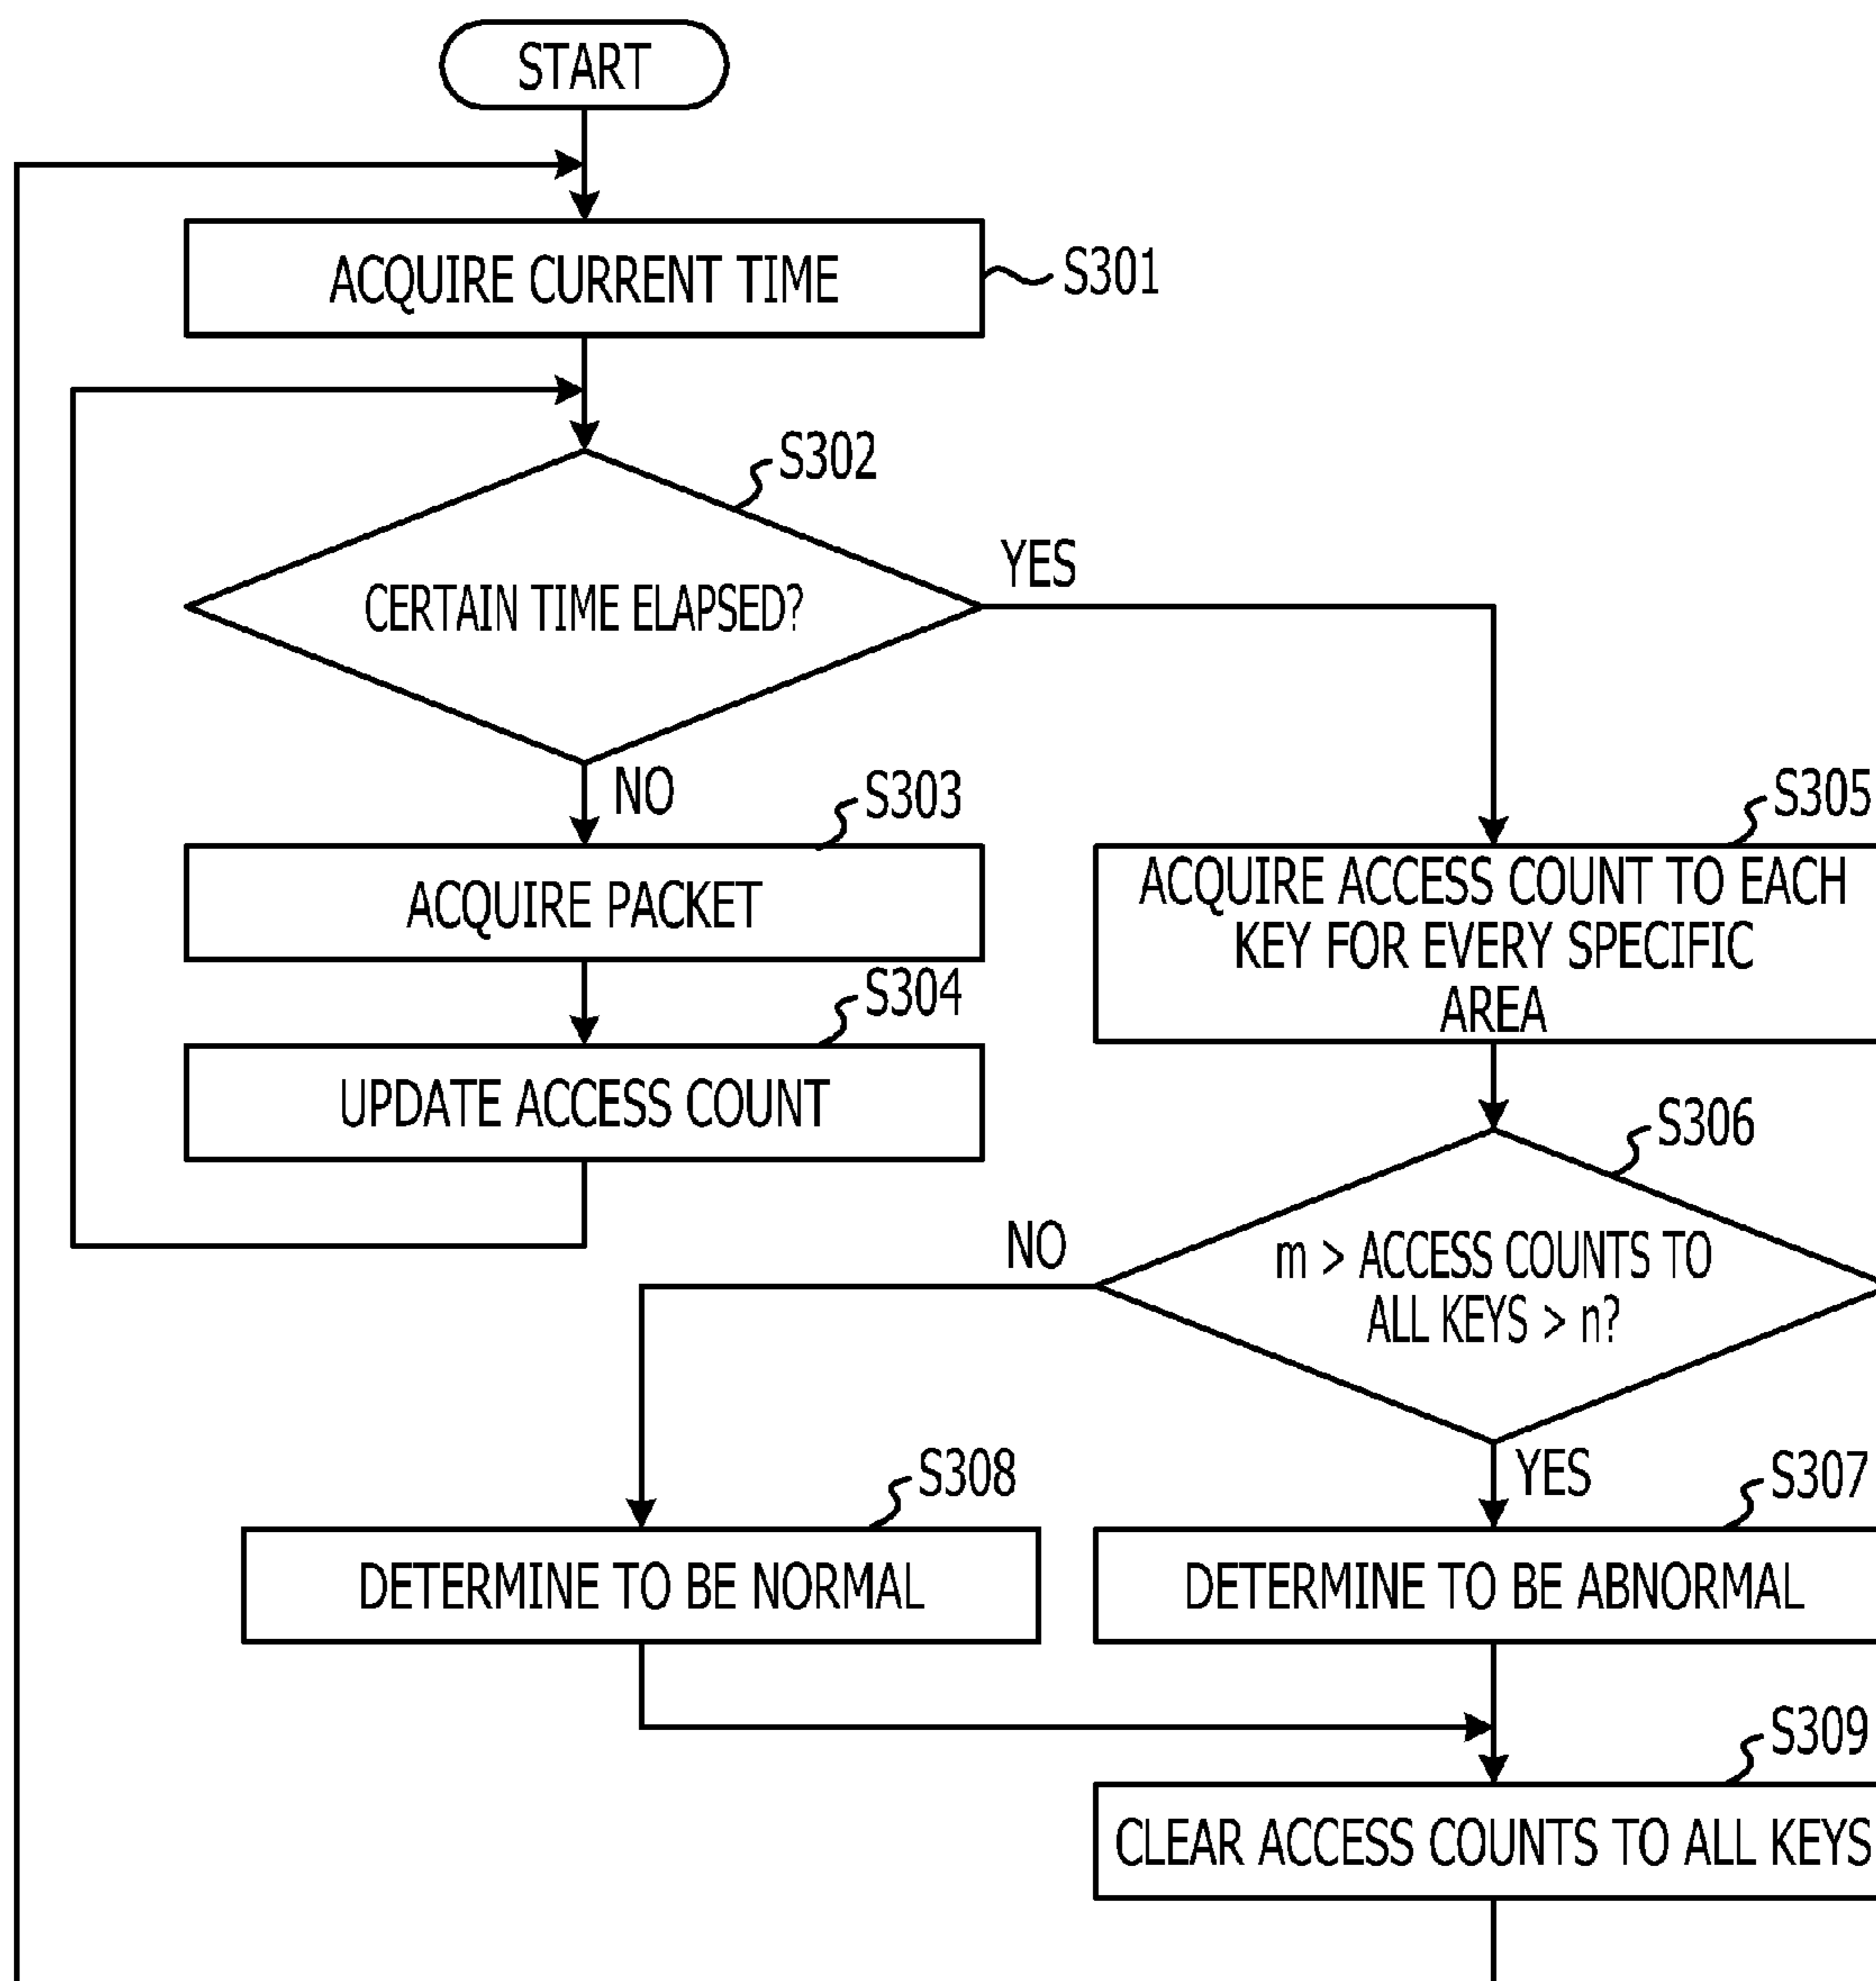 START
ACQUIRE CURRENT TIME
S301
S302
CERTAIN TIME ELAPSED?
YES
NO
S303
ACQUIRE PACKET
S304
UPDATE ACCESS COUNT
S305
ACQUIRE ACCESS COUNT TO EACH
KEY FOR EVERY SPECIFIC
AREA
S306
m > ACCESS COUNTS TO
ALL KEYS > n?
NO
YES
S308
DETERMINE TO BE NORMAL
S307
DETERMINE TO BE ABNORMAL
S309
CLEAR ACCESS COUNTS TO ALL KEYS